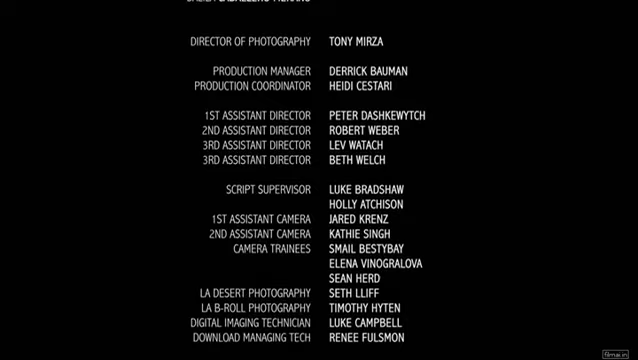 DIRECTOR OF PHOTOGRAPHY TONY MIRZA
PRODUCTION MANAGER DERRICK BAUMAN
PRODUCTION COORDINATOR HEIDI CESTARI
1ST ASSISTANT DIRECTOR PETER DASHKEWYTCH
2ND ASSISTANT DIRECTOR ROBERT WEBER
3RD ASSISTANT DIRECTOR LEV WATACH
3RD ASSISTANT DIRECTOR BETH WELCH
SCRIPT SUPERVISOR LUKE BRADSHAW
HOLLY ATCHISON
1ST ASSISTANT CAMERA JARED KRENZ
2ND ASSISTANT CAMERA KATHIE SINGH
CAMERA TRAINEES SMAIL BESTYBAY
ELENA VINOGRALOVA
SEAN HERD
LA DESERT PHOTOGRAPHY SETH LLIFF
LA B-ROLL PHOTOGRAPHY TIMOTHY HYTEN
DIGITAL IMAGING TECHNICIAN LUKE CAMPBELL
DOWNLOAD MANAGING TECH RENEE FULSMON
filmai.in